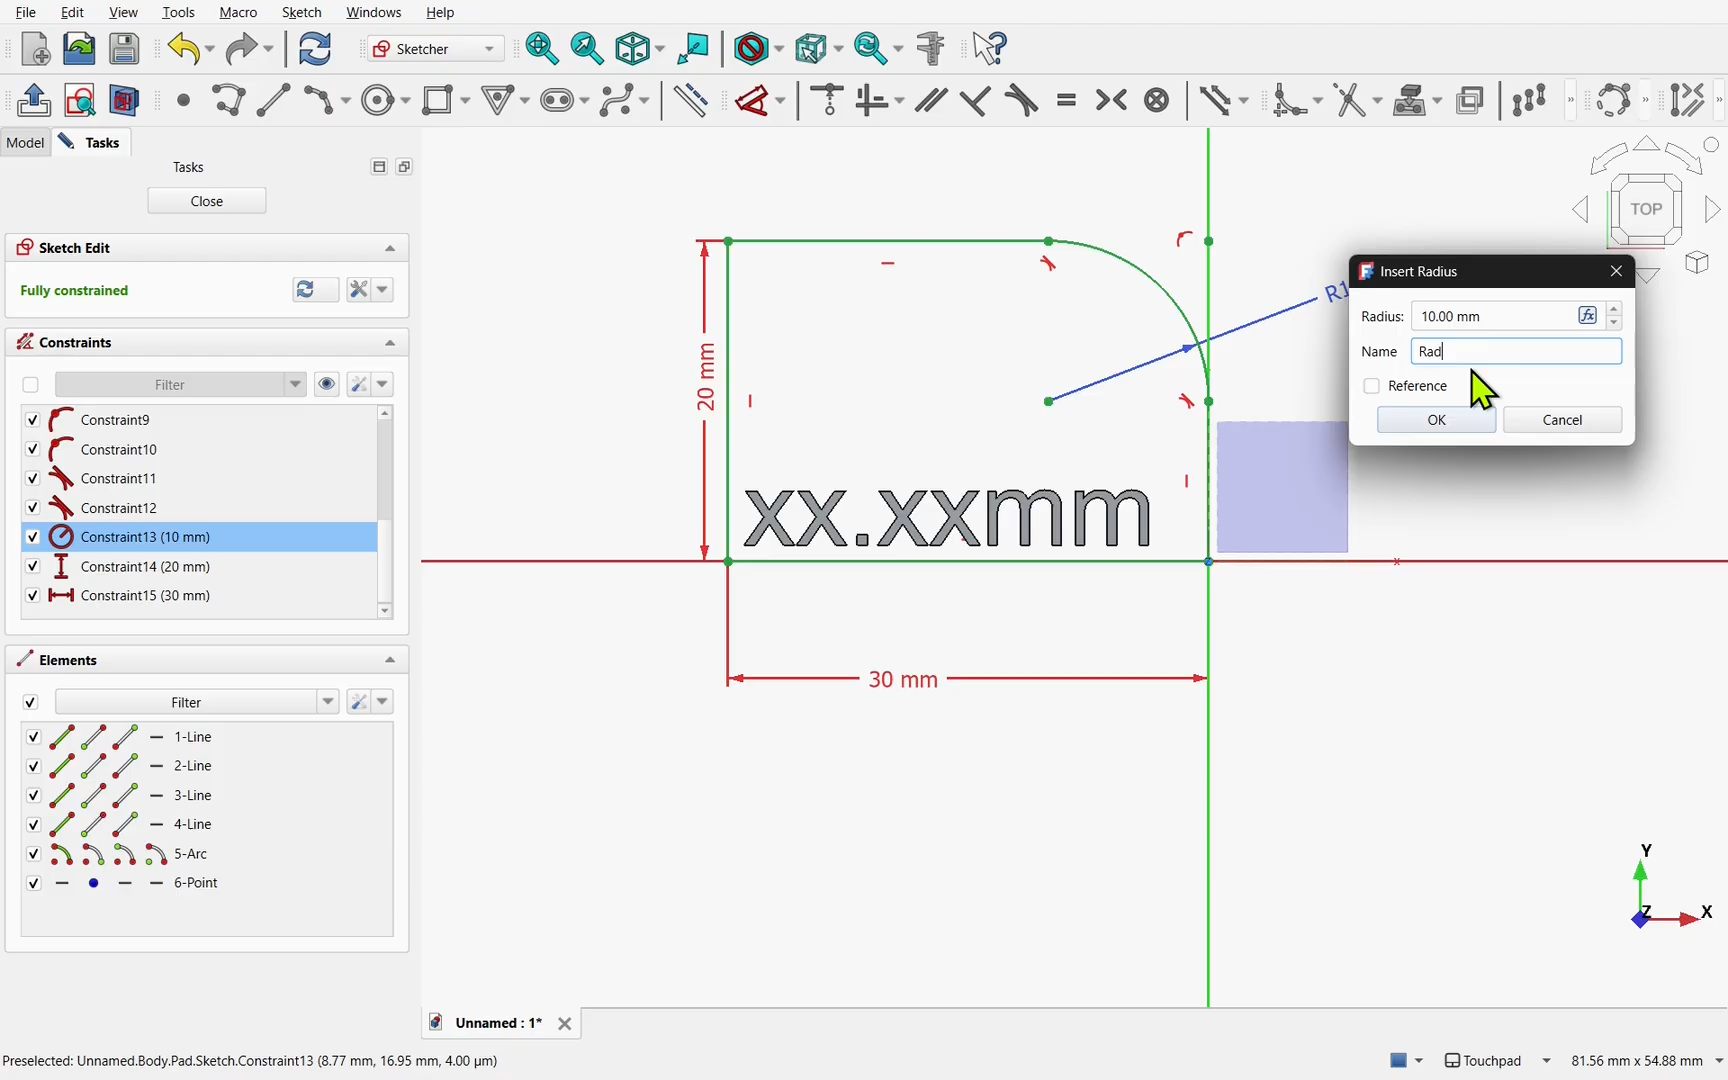 File Edit View Tools Macro Sketch Windows Help
Sketcher
Model Tasks
Tasks
Close
Sketch Edit
Fully constrained
Constraints
Filter
Constraint9
Constraint10
Constraint11
Constraint12
Constraint13 (10 mm)
Constraint14 (20 mm)
Constraint15 (30 mm)
Elements
Filter
1-Line
2-Line
3-Line
4-Line
5-Arc
6-Point
20 mm
xx.xxmm
30 mm
R1
TOP
Insert Radius
Radius: 10.00 mm
Name Rad
Reference
OK Cancel
Y
Z X
x
Unnamed : 1*
Preselected: Unnamed.Body.Pad.Sketch.Constraint13 (8.77 mm, 16.95 mm, 4.00 µm)
Touchpad 81.56 mm x 54.88 mm